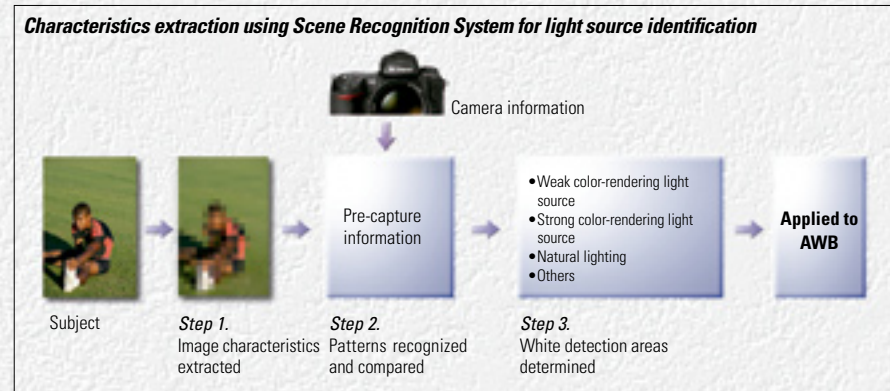 Characteristics extraction using Scene Recognition System for light source identification
Camera information
Pre-capture
information
•Weak color-rendering light
source
•Strong color-rendering light
source
•Natural lighting
•Others
Applied to
AWB
Subject
Step 1.
Image characteristics
extracted
Step 2.
Patterns recognized
and compared
Step 3.
White detection areas
determined